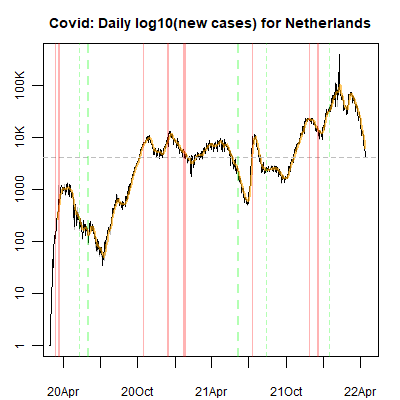 Covid: Daily log10(new cases) for Netherlands
100K
10K
1000
100
10
1
20Apr 20Oct 21Apr 21Oct 22Apr